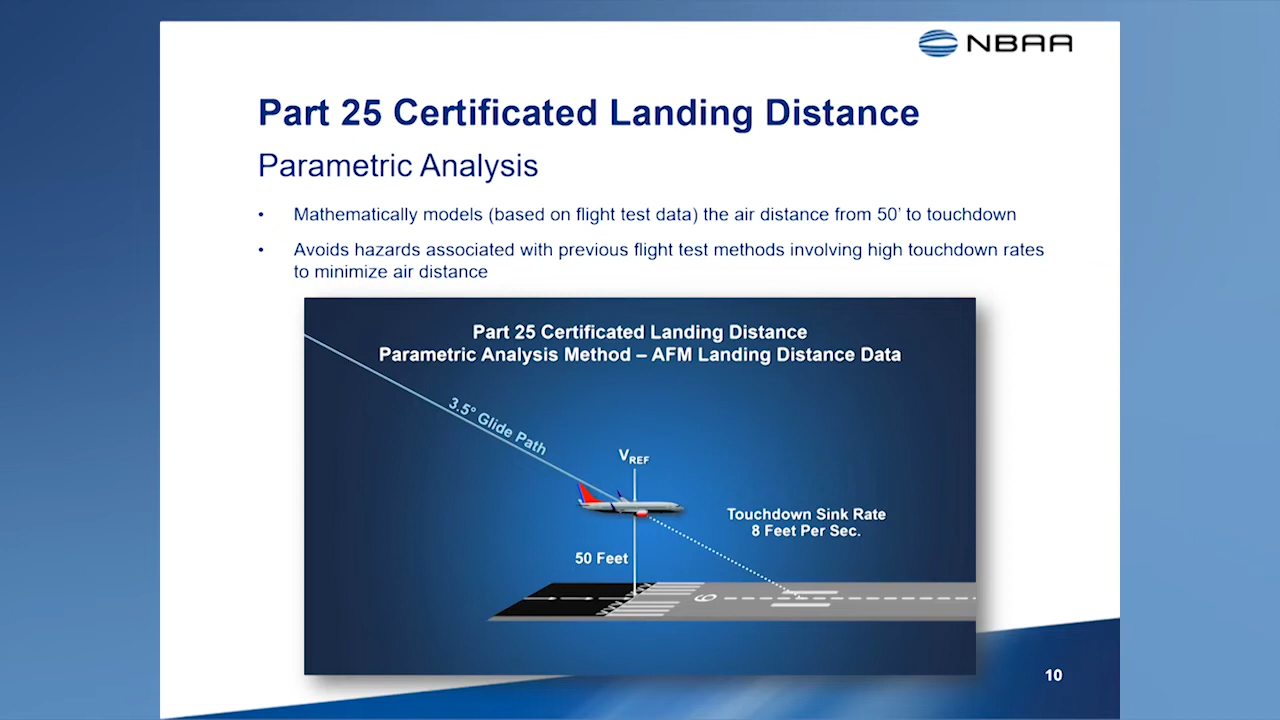 NBAA
Part 25 Certificated Landing Distance
Parametric Analysis
• Mathematically models (based on flight test data) the air distance from 50’ to touchdown
• Avoids hazards associated with previous flight test methods involving high touchdown rates
to minimize air distance
Part 25 Certificated Landing Distance
Parametric Analysis Method – AFM Landing Distance Data
3.5° Glide Path
VREF
Touchdown Sink Rate
8 Feet Per Sec.
50 Feet
9
10